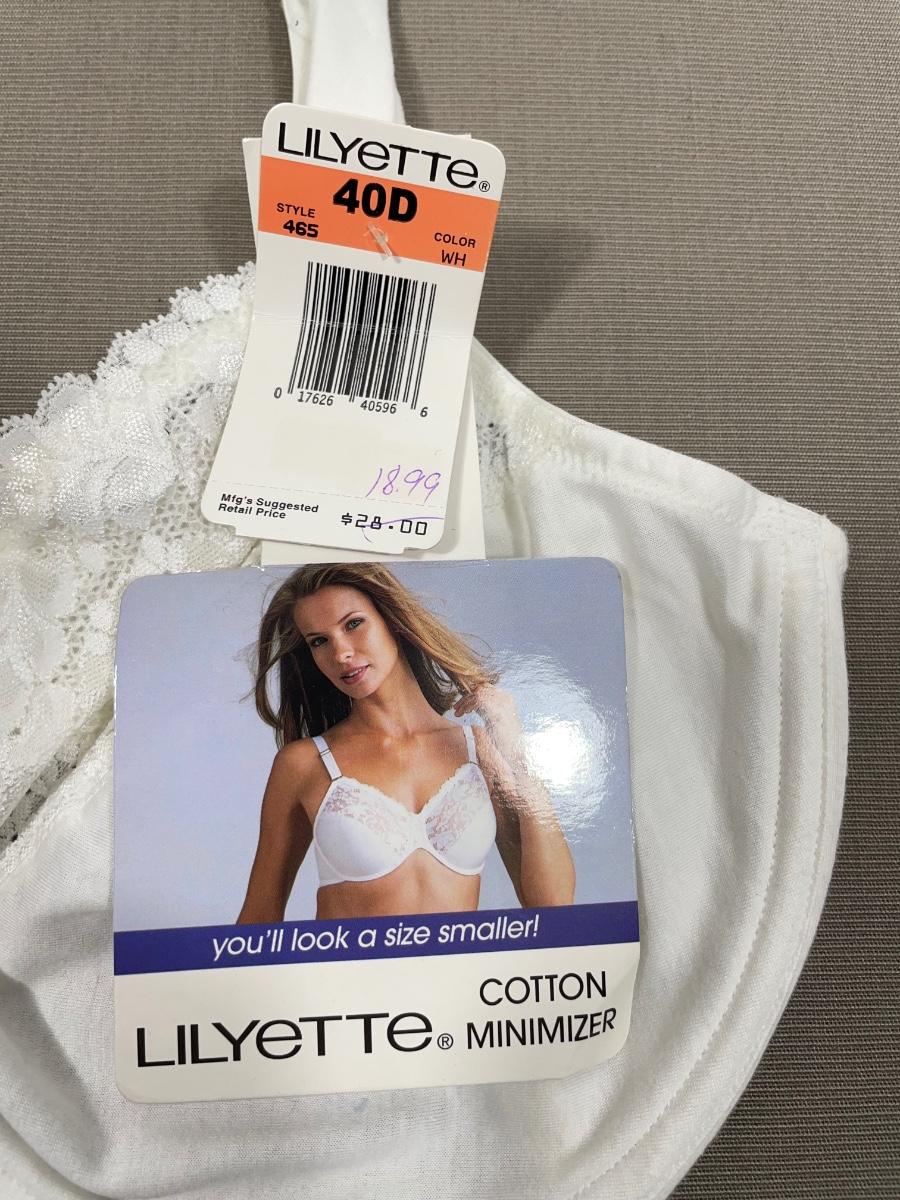 LILYeTTe®
40D
STYLE
465
COLOR
WH
0 17626 40596 6
18.99
Mfg's Suggested
Retail Price $28.00
you'll look a size smaller!
COTTON
LILYeTTe® MINIMIZER